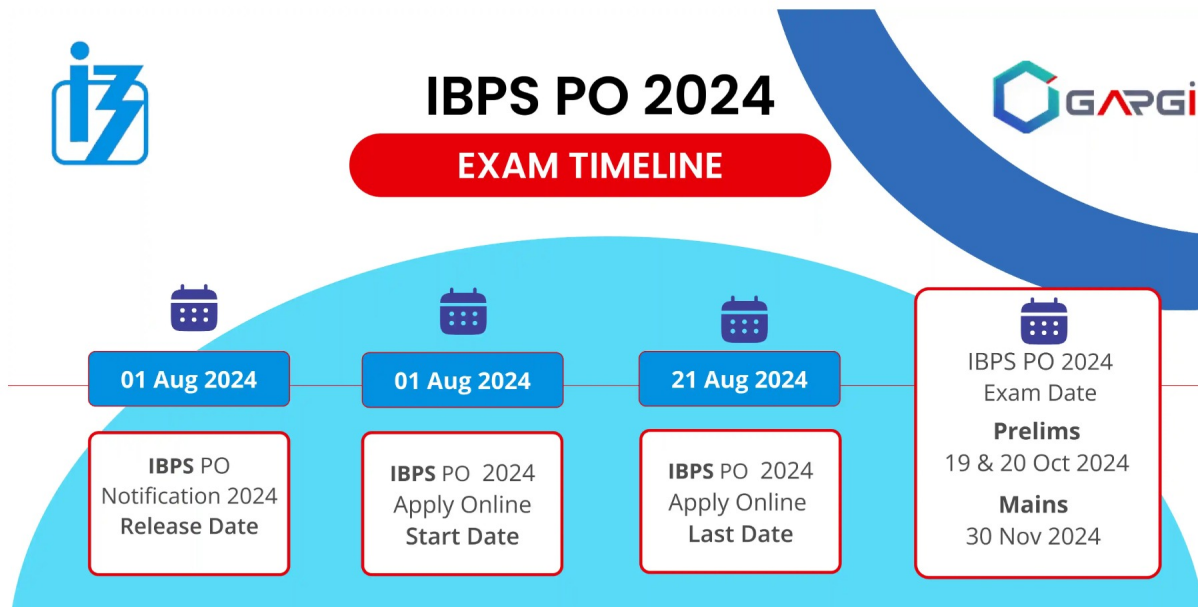 IBPS PO 2024
EXAM TIMELINE
GARGI
01 Aug 2024
IBPS PO
Notification 2024
Release Date
01 Aug 2024
IBPS PO 2024
Apply Online
Start Date
21 Aug 2024
IBPS PO 2024
Apply Online
Last Date
IBPS PO 2024
Exam Date
Prelims
19 & 20 Oct 2024
Mains
30 Nov 2024